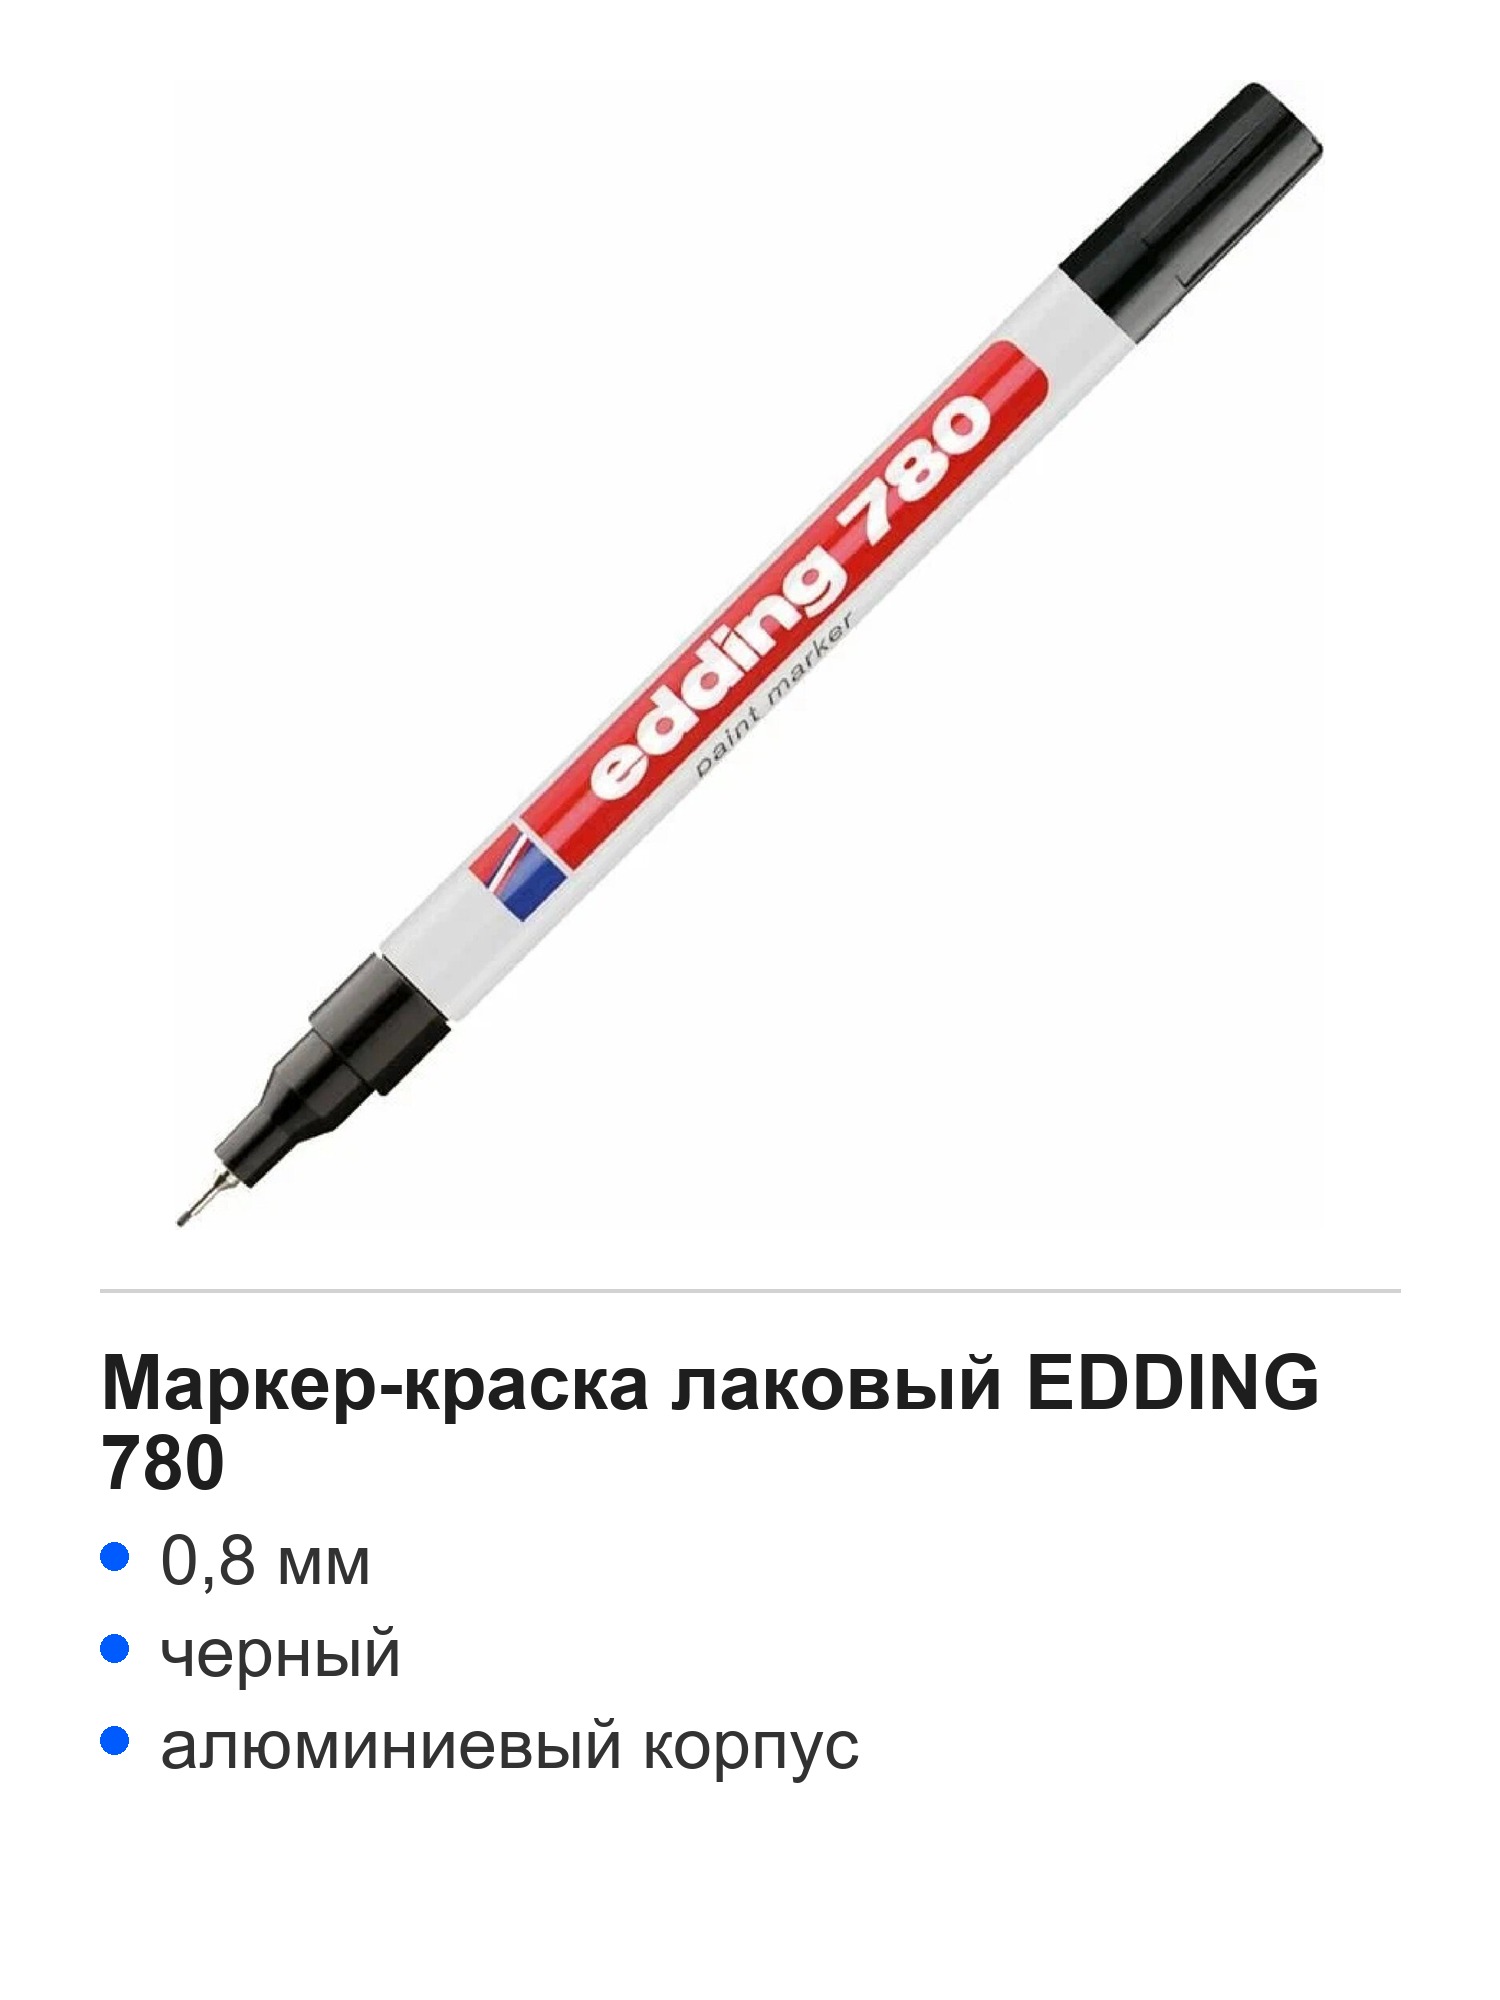 edding 780
paint marker
Маркер-краска лаковый EDDING
780
0,8 мм
черный
алюминиевый корпус